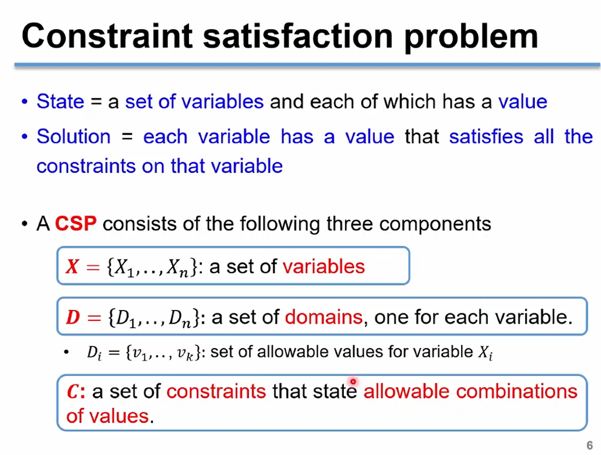 Constraint satisfaction problem
• State = a set of variables and each of which has a value
• Solution = each variable has a value that satisfies all the
constraints on that variable
• A CSP consists of the following three components
X = {X₁,..,Xₙ}: a set of variables
D = {D₁,..,Dₙ}: a set of domains, one for each variable.
• Dᵢ = {v₁,..,vₖ}: set of allowable values for variable Xᵢ
C: a set of constraints that state allowable combinations
of values.
6